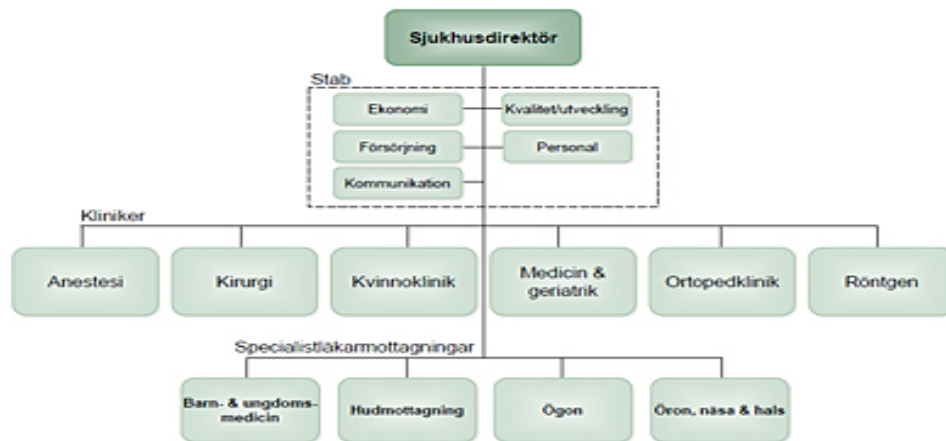 Sjukhusdirektör
Stab
Ekonomi
Kvalitet/utveckling
Försörjning
Personal
Kommunikation
Kliniker
Anestesi
Kirurgi
Kvinnoklinik
Medicin &
geriatrik
Ortopedklinik
Röntgen
Specialistläkarmottagningar
Barn- & ungdoms-
medicin
Hudmottagning
Ögon
Öron, näsa & hals